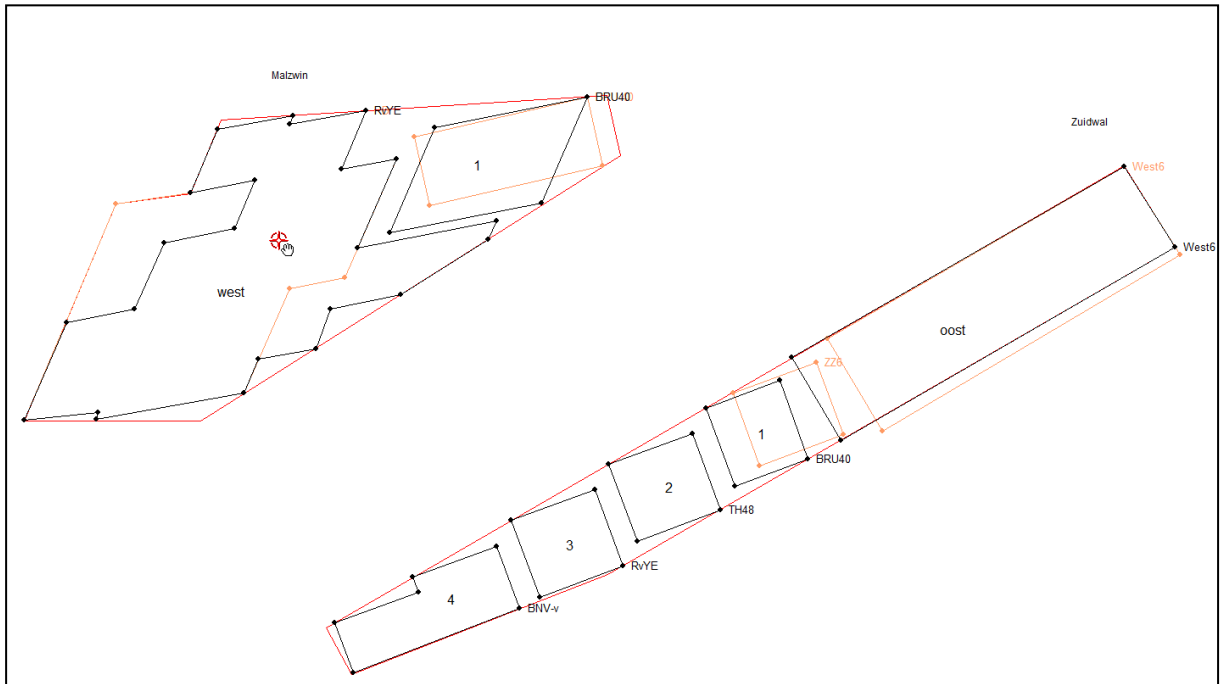 Malzwin
RvYE
BRU40
1
west
Zuidwal
West6
West6
oost
ZZ6
1
BRU40
2
TH48
3
RvYE
4
BNV-v